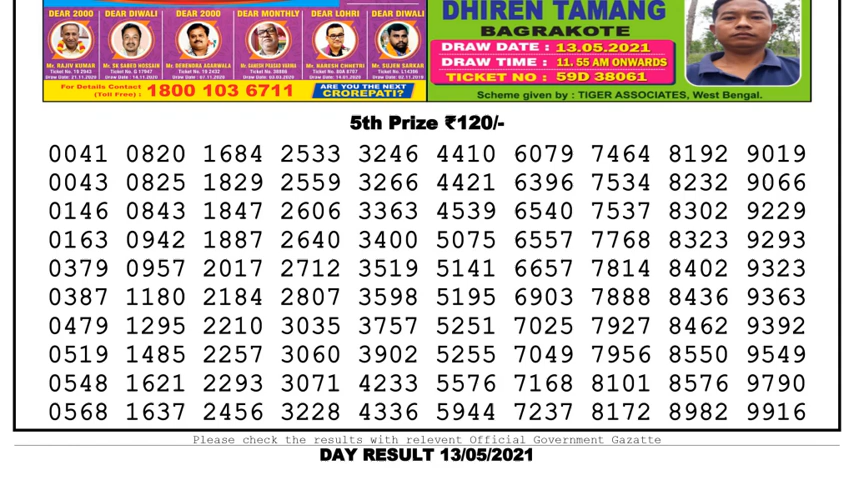 DEAR 2000 DEAR DIWALI DEAR 2000 DEAR MONTHLY DEAR LOHRI DEAR DIWALI
Mr. RAJIV KUMAR Mr. SK SABED HOSSAIN Mr. DEVENDRA AGARWALA Mr. GANESH PRASAD VARMA Mr. NARESH CHHETRI Mr. SUJEN SARKAR
For Details Contact (Toll Free) : 1800 103 6711 ARE YOU THE NEXT CROREPATI?
DHIREN TAMANG
BAGRAKOTE
DRAW DATE : 13.05.2021
DRAW TIME : 11.55 AM ONWARDS
TICKET NO : 59D 38061
Scheme given by : TIGER ASSOCIATES, West Bengal.
5th Prize ₹120/-
0041 0820 1684 2533 3246 4410 6079 7464 8192 9019
0043 0825 1829 2559 3266 4421 6396 7534 8232 9066
0146 0843 1847 2606 3363 4539 6540 7537 8302 9229
0163 0942 1887 2640 3400 5075 6557 7768 8323 9293
0379 0957 2017 2712 3519 5141 6657 7814 8402 9323
0387 1180 2184 2807 3598 5195 6903 7888 8436 9363
0479 1295 2210 3035 3757 5251 7025 7927 8462 9392
0519 1485 2257 3060 3902 5255 7049 7956 8550 9549
0548 1621 2293 3071 4233 5576 7168 8101 8576 9790
0568 1637 2456 3228 4336 5944 7237 8172 8982 9916
Please check the results with relevent Official Government Gazatte
DAY RESULT 13/05/2021